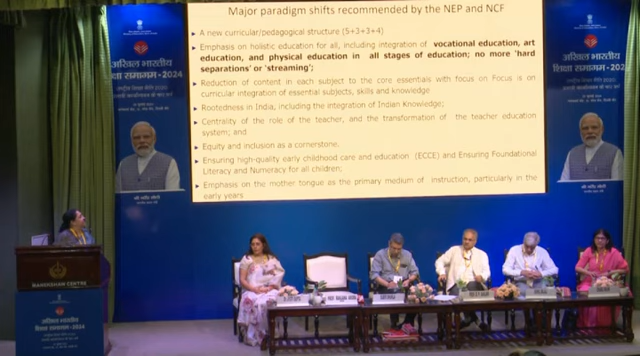 Major paradigm shifts recommended by the NEP and NCF
A new curricular/pedagogical structure (5+3+3+4)
Emphasis on holistic education for all, including integration of vocational education, art
education, and physical education in all stages of education; no more 'hard
separations' or 'streaming';
Reduction of content in each subject to the core essentials with focus on Focus is on
curricular integration of essential subjects, skills and knowledge
Rootedness in India, including the integration of Indian Knowledge;
Centrality of the role of the teacher, and the transformation of the teacher education
system; and
Equity and inclusion as a cornerstone.
Ensuring high-quality early childhood care and education (ECCE) and Ensuring Foundational
Literacy and Numeracy for all children;
Emphasis on the mother tongue as the primary medium of instruction, particularly in the
early years
अखिल भारतीय
शिक्षा समागम-2024
अखिल भारतीय
शिक्षा समागम-2024
MANEKSHAW CENTRE
अखिल भारतीय
शिक्षा समागम-2024